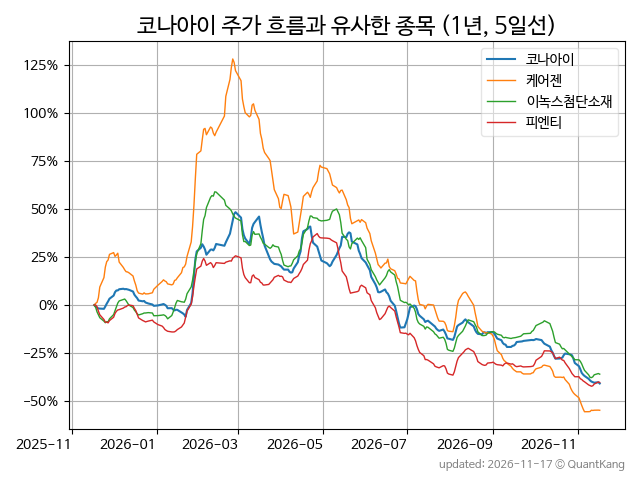 코나아이 주가 흐름과 유사한 종목 (1년, 5일선)
코나아이
케어젠
이녹스첨단소재
피엔티
125%
100%
75%
50%
25%
0%
−25%
−50%
2025-11
2026-01
2026-03
2026-05
2026-07
2026-09
2026-11
updated: 2026-11-17 © QuantKang